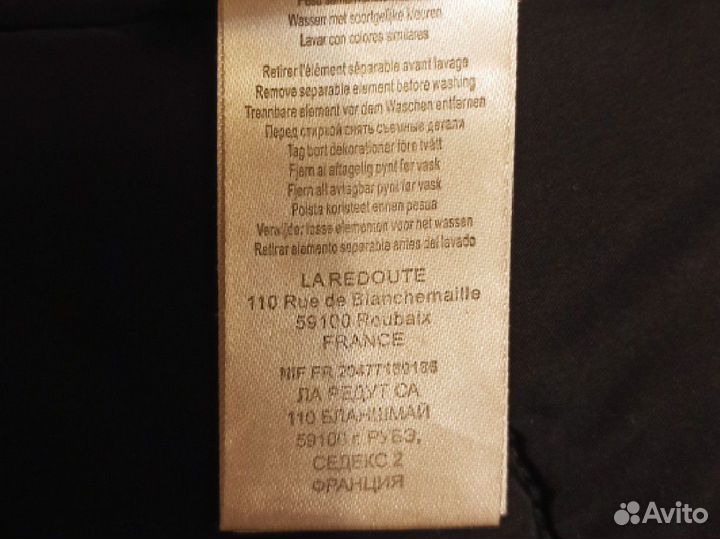 Wassen met soortgelijke kleuren
Lavar con colores similares
Retirer l'élément séparable avant lavage
Remove separable element before washing
Trennbare element vor dem Waschen entfernen
Перед стиркой снять съемные детали
Tag bort dekorationer före tvätt
Fjern al aftagelig pynt før vask
Fjern alt avtagbar pynt før vask
Poista koristeet ennen pesua
Verwijder losse elementen voor het wassen
Retirar elemento separable antes del lavado
LA REDOUTE
110 Rue de Blanchemaille
59100 Roubaix
FRANCE
NIF FR 20477180186
ЛА РЕДУТ СА
110 БЛАНШМАЙ
59100 г. РУБЭ,
СЕДЕКС 2
ФРАНЦИЯ
Avito